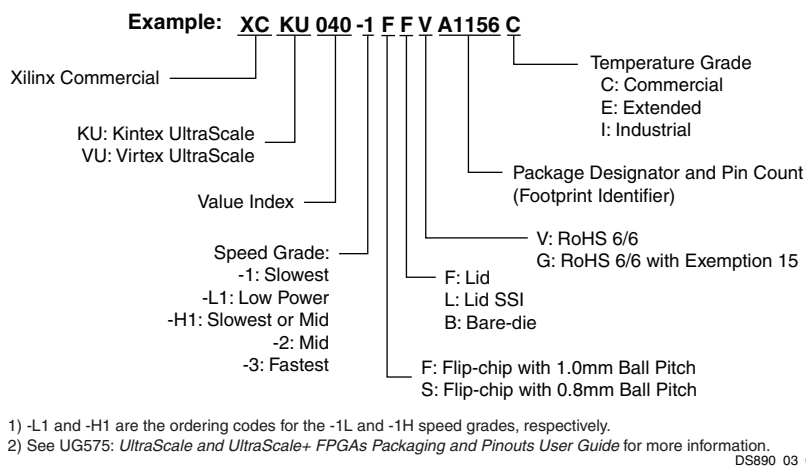 Example: XC KU 040 -1 F F V A1156 C
Xilinx Commercial
KU: Kintex UltraScale
VU: Virtex UltraScale
Value Index
Speed Grade:
-1: Slowest
-L1: Low Power
-H1: Slowest or Mid
-2: Mid
-3: Fastest
Temperature Grade
C: Commercial
E: Extended
I: Industrial
Package Designator and Pin Count
(Footprint Identifier)
V: RoHS 6/6
G: RoHS 6/6 with Exemption 15
F: Lid
L: Lid SSI
B: Bare-die
F: Flip-chip with 1.0mm Ball Pitch
S: Flip-chip with 0.8mm Ball Pitch
1) -L1 and -H1 are the ordering codes for the -1L and -1H speed grades, respectively.
2) See UG575: UltraScale and UltraScale+ FPGAs Packaging and Pinouts User Guide for more information.
DS890_03